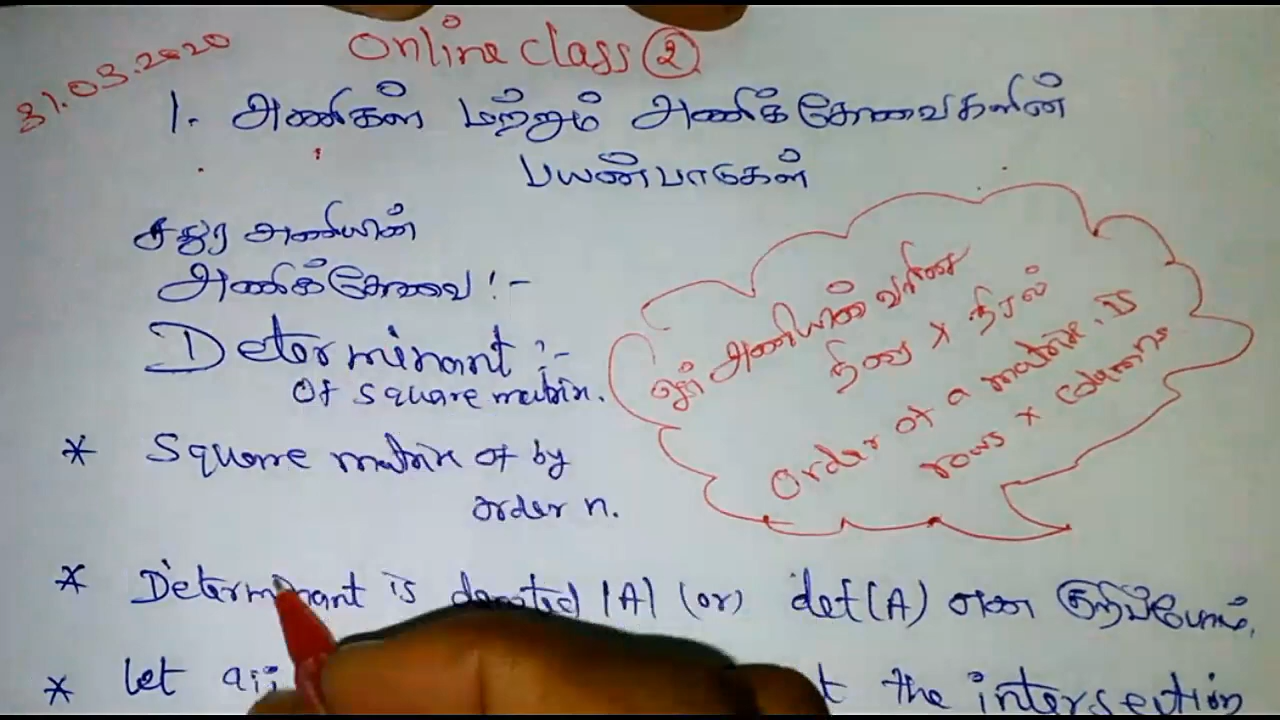 31.03.2020
Online Class ②
1. அணிகள் மற்றும் அணிக்கோவைகளின்
பயன்பாடுகள்
சதுர அணியின்
அணிக்கோவை :-
Determinant :-
of square matrix.
* Square matrix of by
order n.
ஓர் அணியின் வரிசை
நிரை × நிரல்
Order of a matrix is
rows × columns
* Determinant is denoted |A| (or) det(A) என குறிப்போம்.
* let aij
the intersection